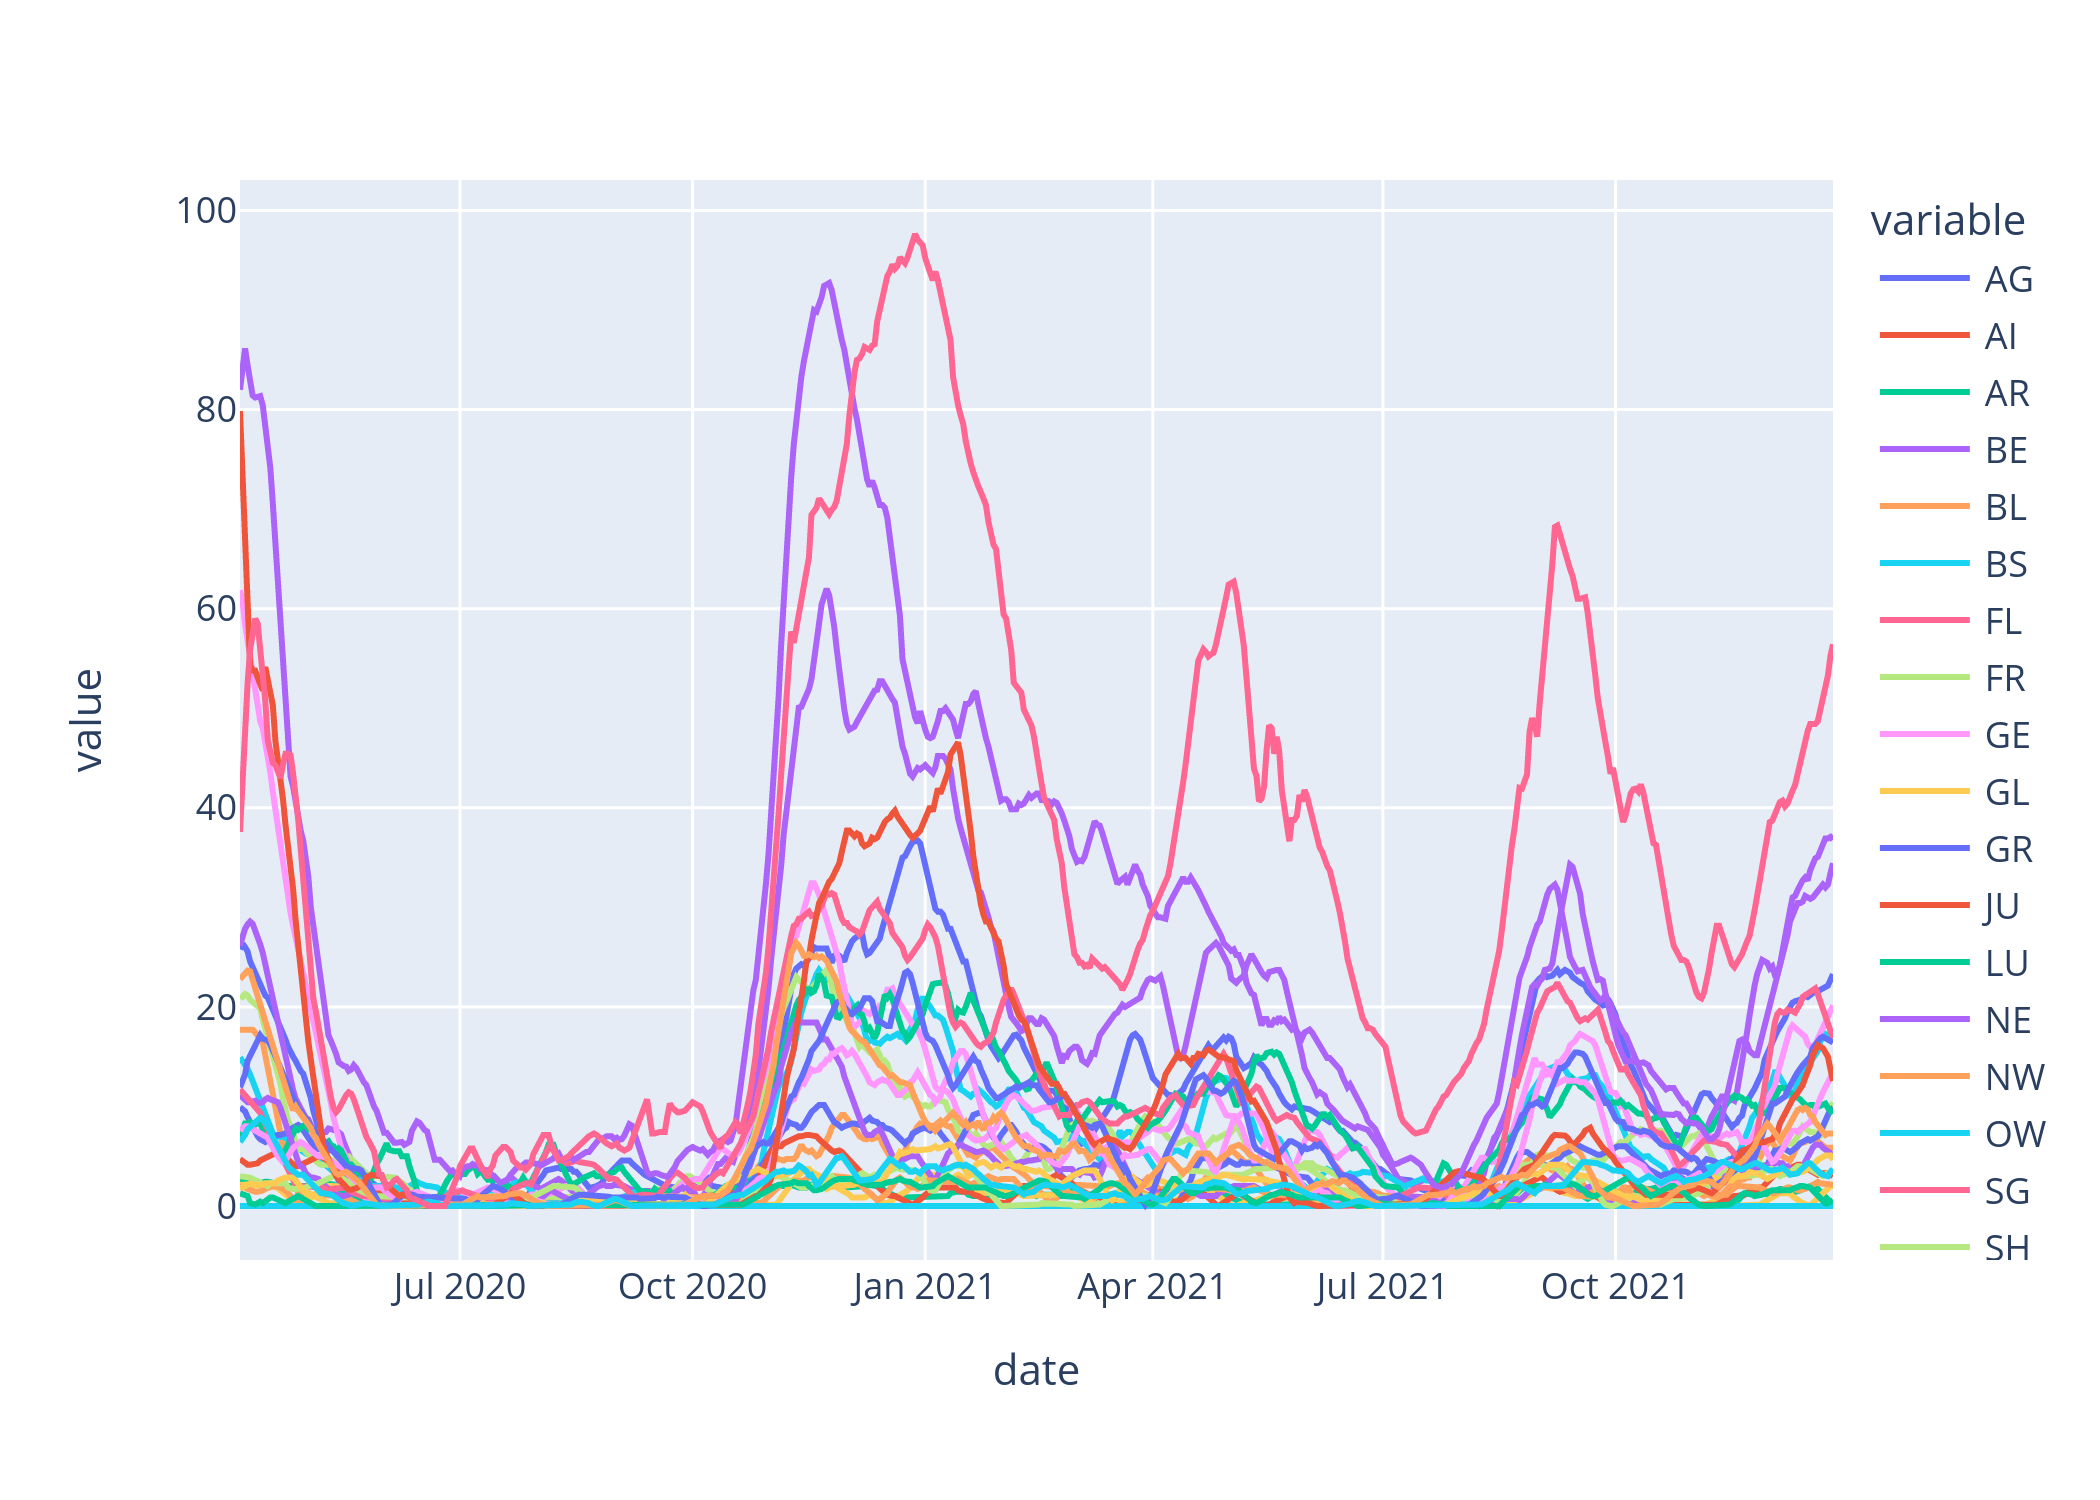 100
80
60
40
20
0
value
Jul 2020
Oct 2020
Jan 2021
Apr 2021
Jul 2021
Oct 2021
date
variable
AG
AI
AR
BE
BL
BS
FL
FR
GE
GL
GR
JU
LU
NE
NW
OW
SG
SH